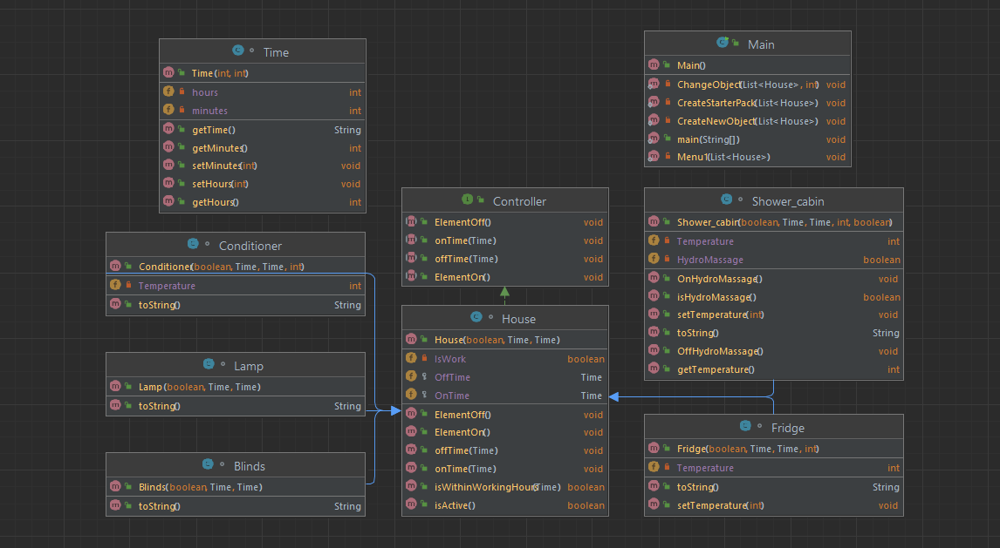 Time
Time(int, int)
hours int
minutes int
getTime() String
getMinutes() int
setMinutes(int) void
setHours(int) void
getHours() int
Main
Main()
ChangeObject(List<House>, int) void
CreateStarterPack(List<House>) void
CreateNewObject(List<House>) void
main(String[]) void
Menu1(List<House>) void
Controller
ElementOff() void
onTime(Time) void
offTime(Time) void
ElementOn() void
Shower_cabin
Shower_cabin(boolean, Time, Time, int, boolean)
Temperature int
HydroMassage boolean
OnHydroMassage() void
isHydroMassage() boolean
setTemperature(int) void
toString() String
OffHydroMassage() void
getTemperature() int
Conditioner
Conditioner(boolean, Time, Time, int)
Temperature int
toString() String
House
House(boolean, Time, Time)
IsWork boolean
OffTime Time
OnTime Time
ElementOff() void
ElementOn() void
offTime(Time) void
onTime(Time) void
isWithinWorkingHours(Time) boolean
isActive() boolean
Lamp
Lamp(boolean, Time, Time)
toString() String
Fridge
Fridge(boolean, Time, Time, int)
Temperature int
toString() String
setTemperature(int) void
Blinds
Blinds(boolean, Time, Time)
toString() String